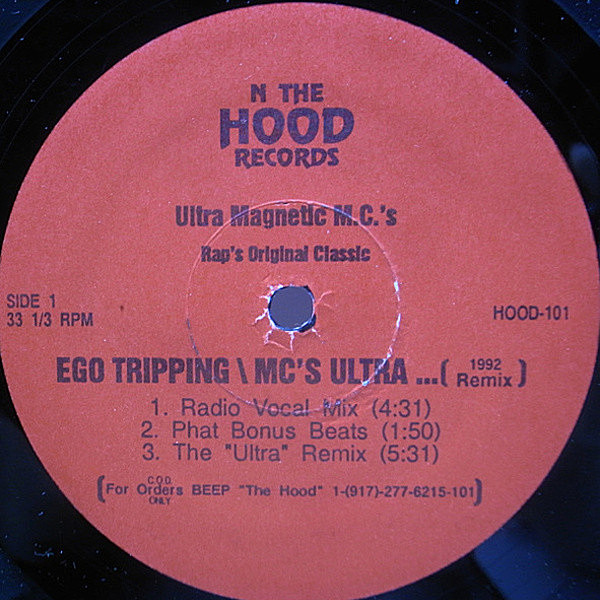 N THE
HOOD
RECORDS
Ultra Magnetic M.C.'s
Rap's Original Classic
SIDE 1
33 1/3 RPM
HOOD-101
EGO TRIPPING \ MC'S ULTRA ...( 1992 Remix )
1. Radio Vocal Mix (4:31)
2. Phat Bonus Beats (1:50)
3. The "Ultra" Remix (5:31)
(For C.O.D. Orders ONLY BEEP "The Hood" 1-(917)-277-6215-101)